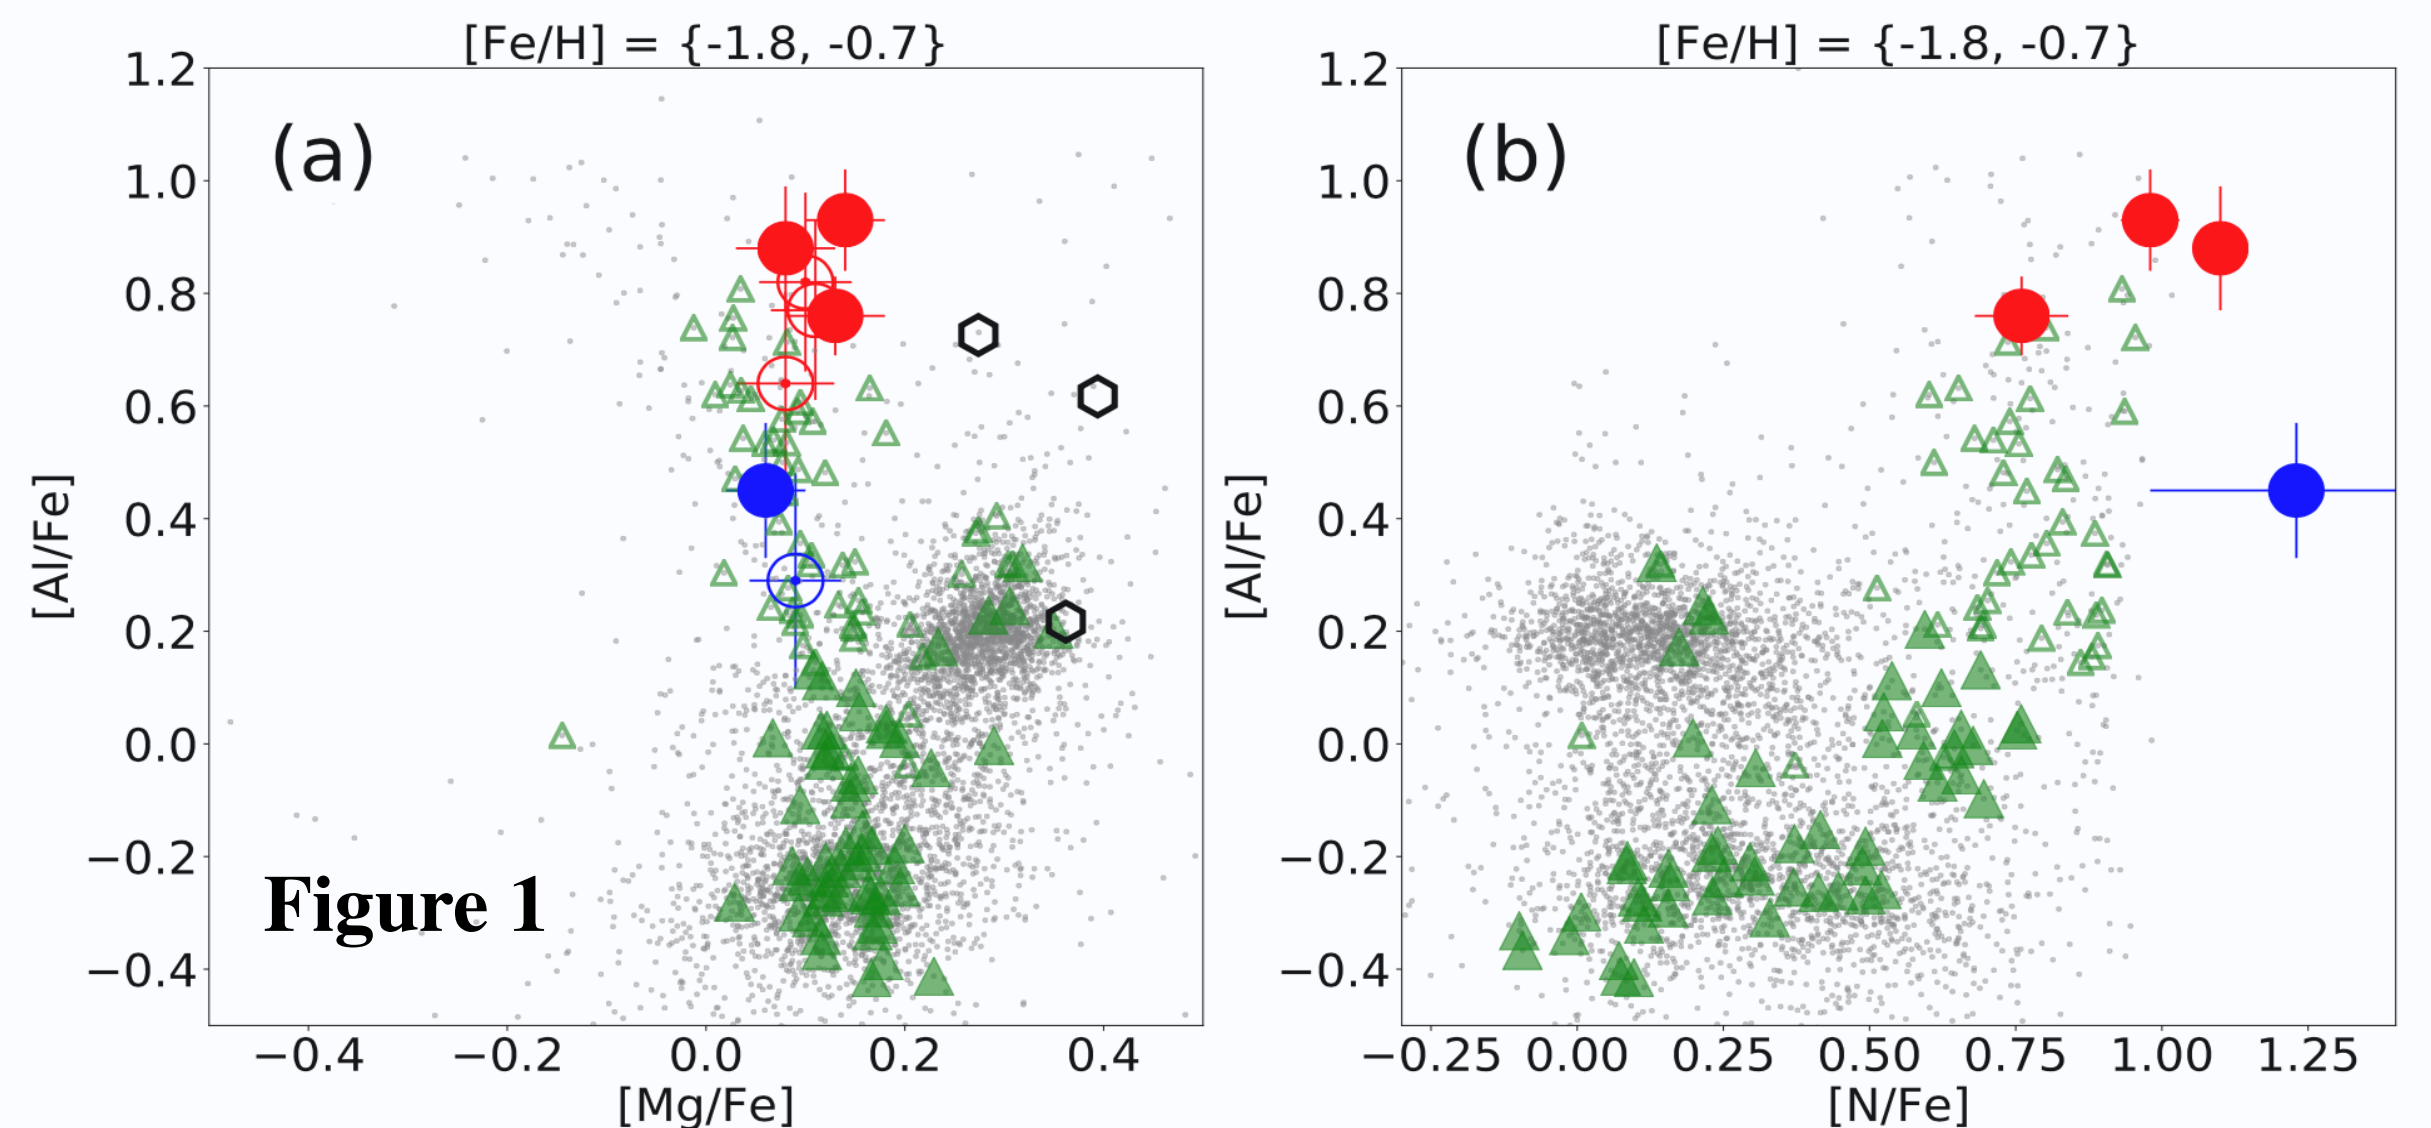 [Fe/H] = {-1.8, -0.7}
(a)
1.2
1.0
0.8
0.6
0.4
0.2
0.0
−0.2
−0.4
[Al/Fe]
Figure 1
−0.4 −0.2 0.0 0.2 0.4
[Mg/Fe]
[Fe/H] = {-1.8, -0.7}
(b)
1.2
1.0
0.8
0.6
0.4
0.2
0.0
−0.2
−0.4
[Al/Fe]
−0.25 0.00 0.25 0.50 0.75 1.00 1.25
[N/Fe]